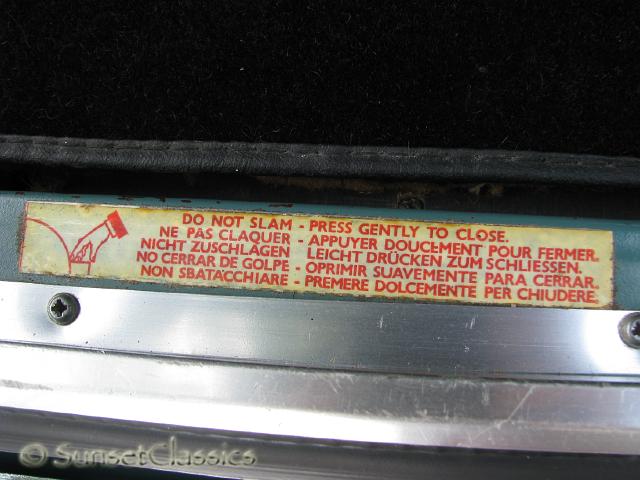 DO NOT SLAM - PRESS GENTLY TO CLOSE.
NE PAS CLAQUER - APPUYER DOUCEMENT POUR FERMER.
NICHT ZUSCHLAGEN LEICHT DRÜCKEN ZUM SCHLIESSEN.
NO CERRAR DE GOLPE - OPRIMIR SUAVEMENTE PARA CERRAR.
NON SBATACCHIARE - PREMERE DOLCEMENTE PER CHIUDERE.
© SunsetClassics